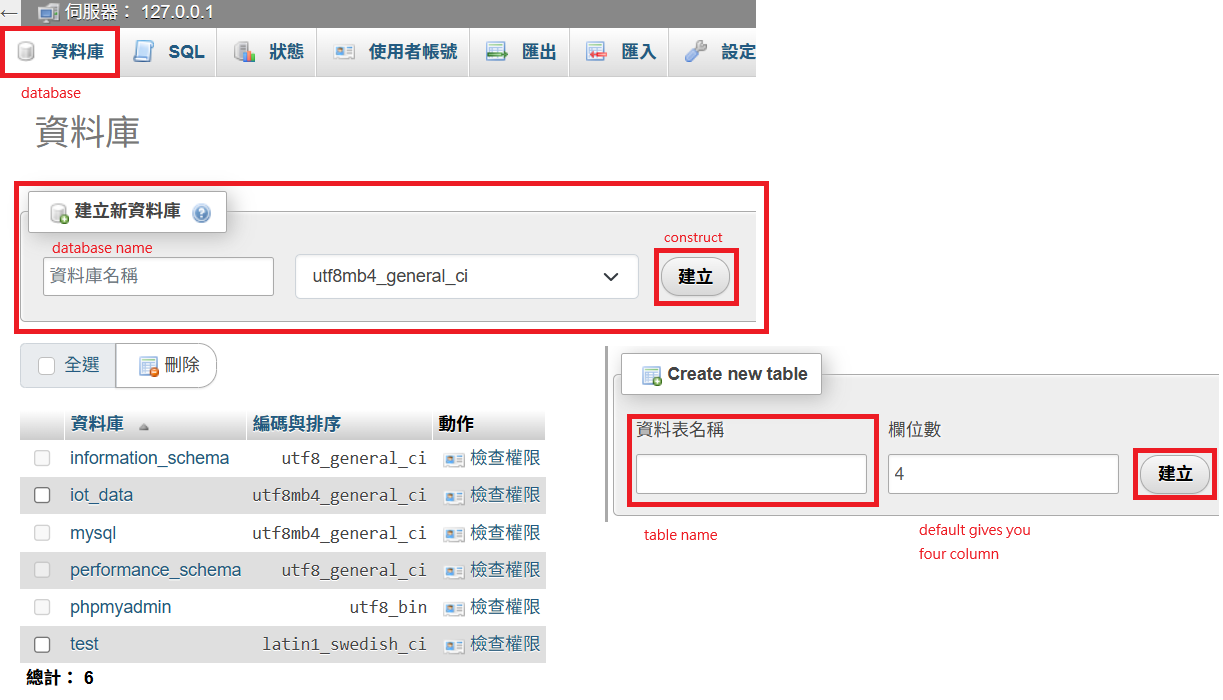 ← 伺服器： 127.0.0.1
資料庫 SQL 狀態 使用者帳號 匯出 匯入 設定
database
資料庫
建立新資料庫
database name
construct
資料庫名稱 utf8mb4_general_ci 建立
全選 刪除
資料庫 編碼與排序 動作
information_schema utf8_general_ci 檢查權限
iot_data utf8mb4_general_ci 檢查權限
mysql utf8mb4_general_ci 檢查權限
performance_schema utf8_general_ci 檢查權限
phpmyadmin utf8_bin 檢查權限
test latin1_swedish_ci 檢查權限
總計： 6
Create new table
資料表名稱 欄位數
4 建立
table name
default gives you
four column